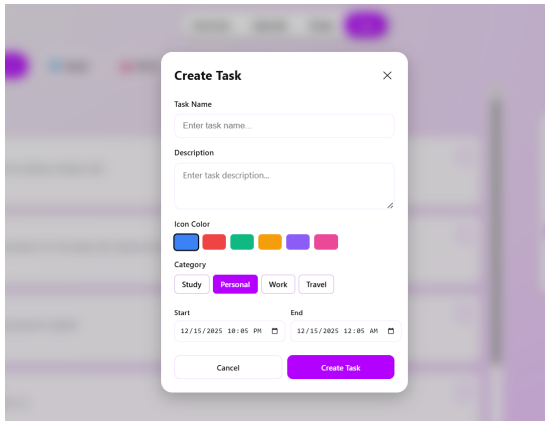 Create Task
Task Name
Enter task name...
Description
Enter task description...
Icon Color
Category
Study Personal Work Travel
Start End
12/15/2025 10:05 PM 12/15/2025 12:05 AM
Cancel Create Task